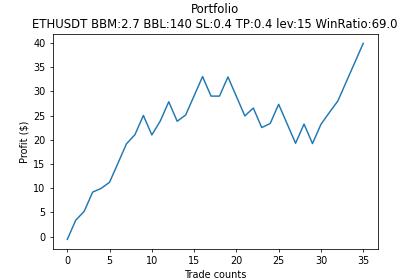 Portfolio
ETHUSDT BBM:2.7 BBL:140 SL:0.4 TP:0.4 lev:15 WinRatio:69.0
Profit ($)
40
35
30
25
20
15
10
5
0
0 5 10 15 20 25 30 35
Trade counts